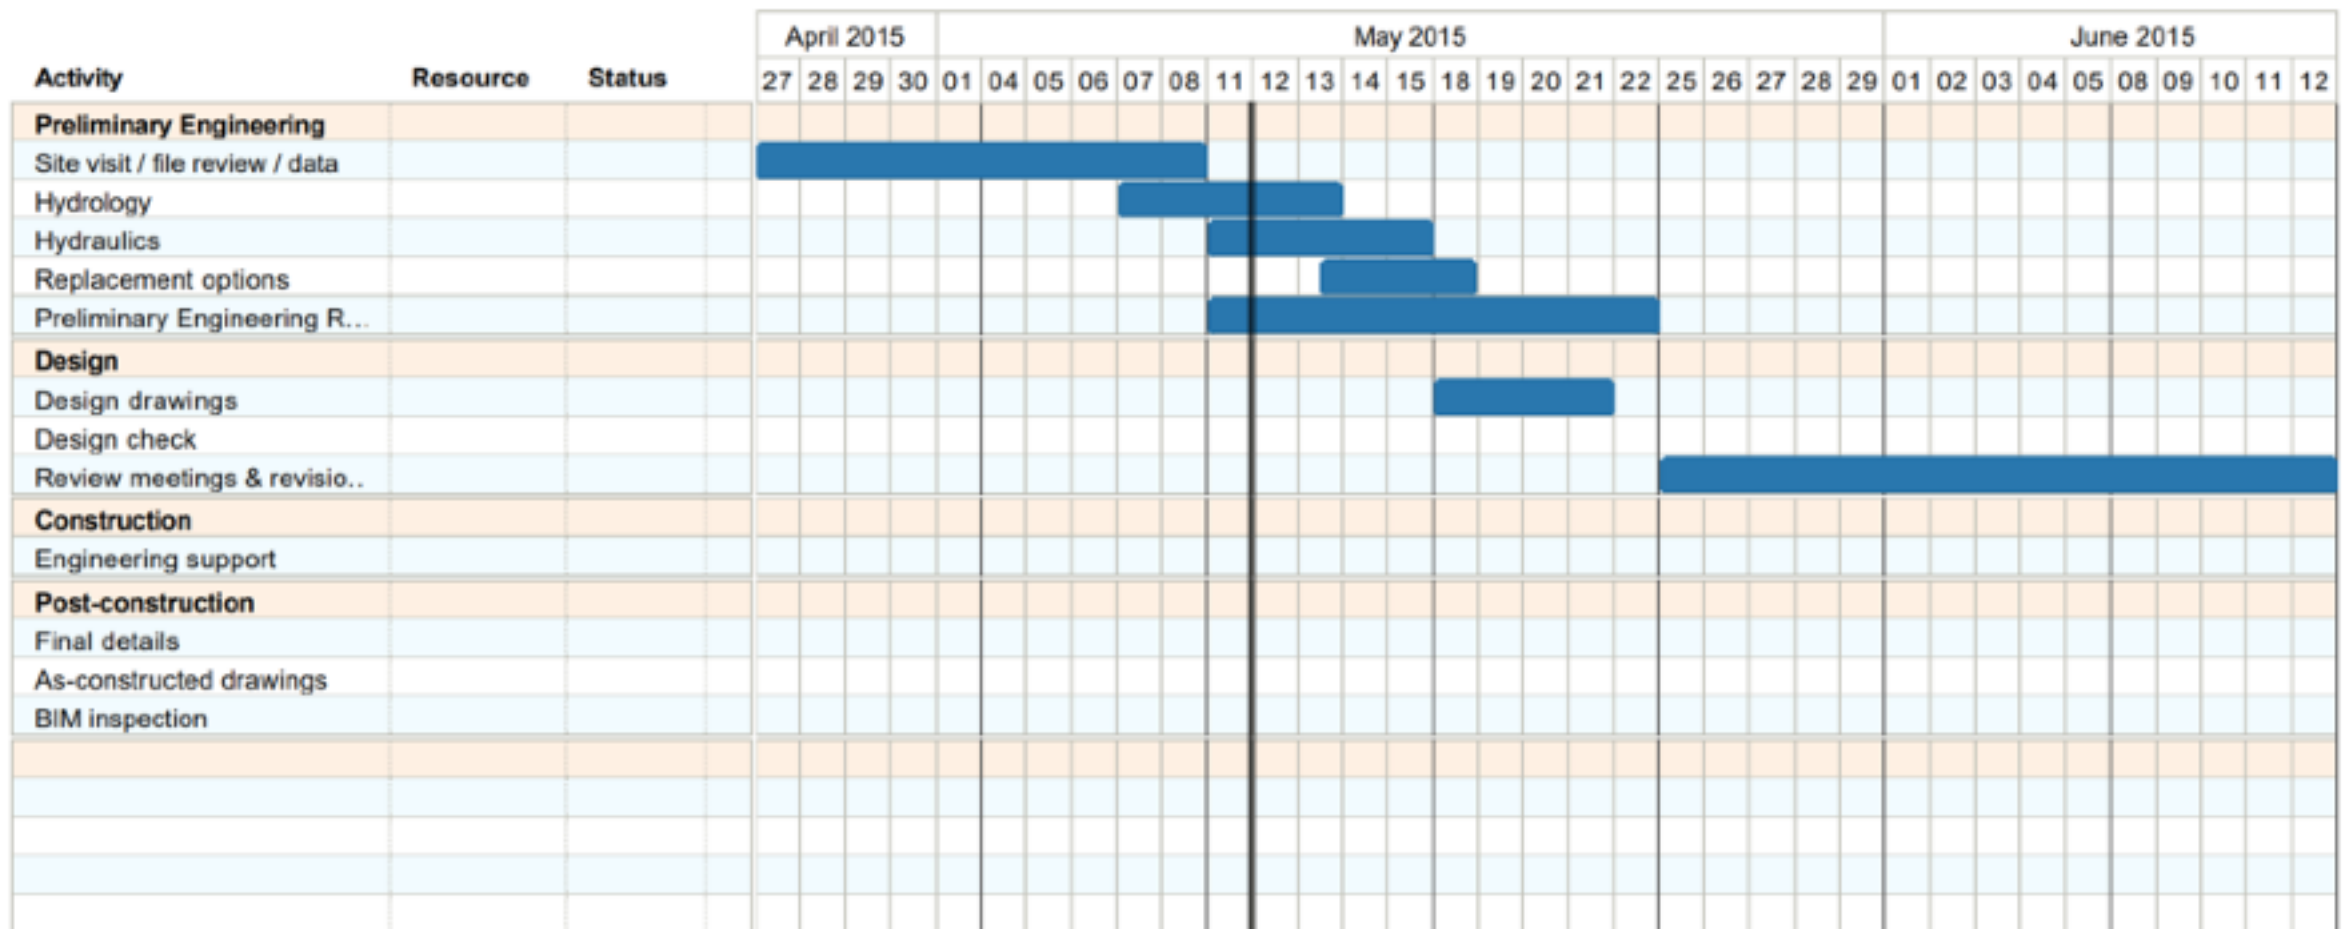 April 2015 May 2015 June 2015
Activity Resource Status 27 28 29 30 01 04 05 06 07 08 11 12 13 14 15 18 19 20 21 22 25 26 27 28 29 01 02 03 04 05 08 09 10 11 12
Preliminary Engineering
Site visit / file review / data
Hydrology
Hydraulics
Replacement options
Preliminary Engineering R...
Design
Design drawings
Design check
Review meetings & revisio..
Construction
Engineering support
Post-construction
Final details
As-constructed drawings
BIM inspection